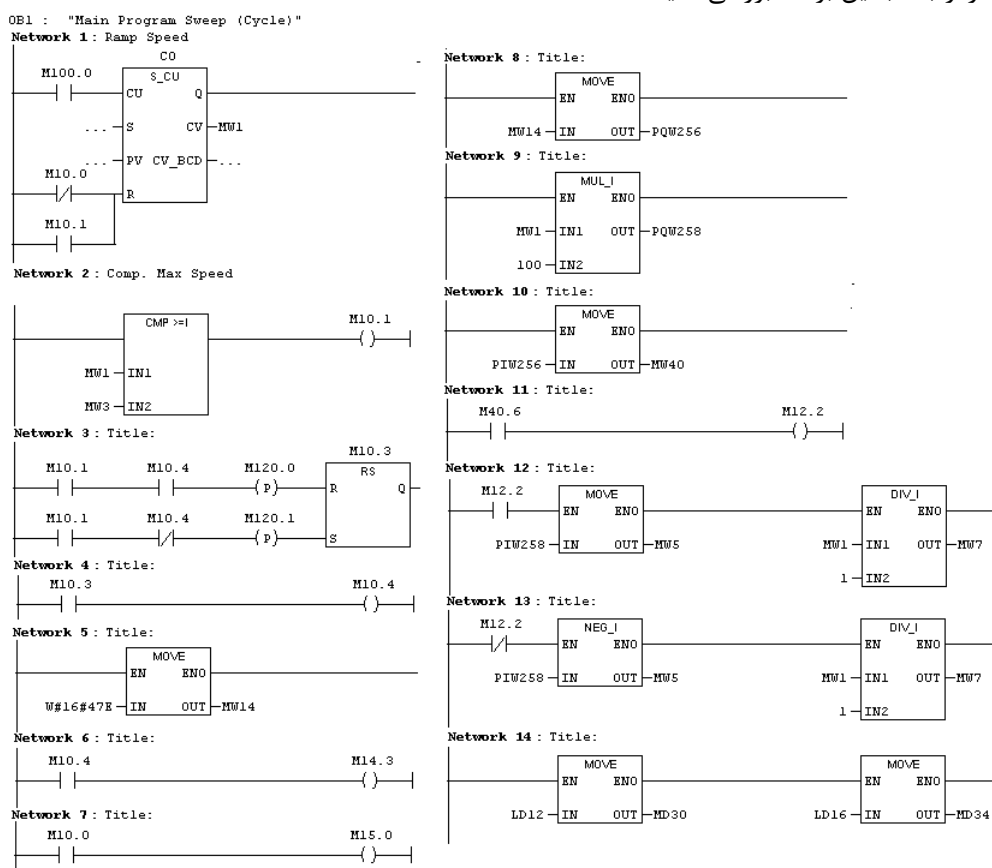 OB1 : "Main Program Sweep (Cycle)"
Network 1 : Ramp Speed
C0
M100.0
S_CU
CU Q
... S CV MW1
... PV CV_BCD ...
M10.0
R
M10.1
Network 2 : Comp. Max Speed
CMP >=I
M10.1
( )
MW1 IN1
MW3 IN2
Network 3 : Title:
M10.3
M10.1 M10.4 M120.0 RS
(P) R Q
M10.1 M10.4 M120.1
(P) S
Network 4 : Title:
M10.3 M10.4
( )
Network 5 : Title:
MOVE
EN ENO
W#16#47E IN OUT MW14
Network 6 : Title:
M10.4 M14.3
( )
Network 7 : Title:
M10.0 M15.0
( )
Network 8 : Title:
MOVE
EN ENO
MW14 IN OUT PQW256
Network 9 : Title:
MUL_I
EN ENO
MW1 IN1 OUT PQW258
100 IN2
Network 10 : Title:
MOVE
EN ENO
PIW256 IN OUT MW40
Network 11 : Title:
M40.6 M12.2
( )
Network 12 : Title:
M12.2 MOVE DIV_I
EN ENO EN ENO
PIW258 IN OUT MW5 MW1 IN1 OUT MW7
1 IN2
Network 13 : Title:
M12.2 NEG_I DIV_I
EN ENO EN ENO
PIW258 IN OUT MW5 MW1 IN1 OUT MW7
1 IN2
Network 14 : Title:
MOVE MOVE
EN ENO EN ENO
LD12 IN OUT MD30 LD16 IN OUT MD34